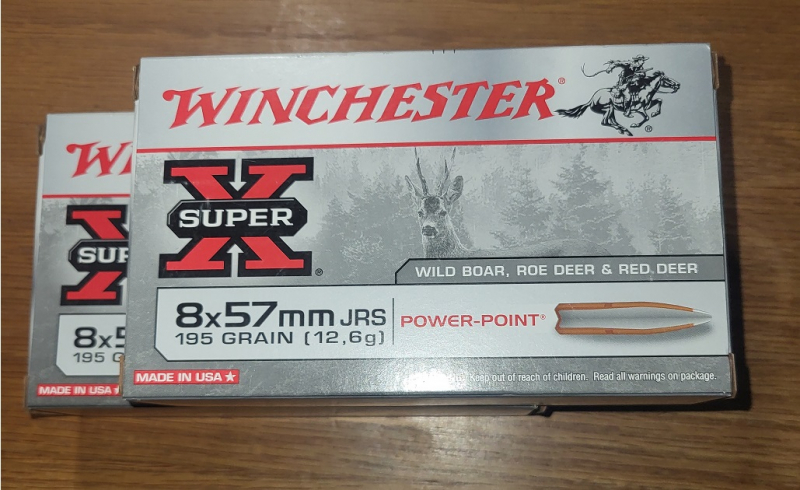 WINCHESTER®
SUPER X®
WILD BOAR, ROE DEER & RED DEER
8x57mm JRS
195 GRAIN (12,6g)
POWER-POINT®
MADE IN USA ★
Keep out of reach of children. Read all warnings on package.
WI
SUP
8x5
195 G
MADE IN USA ★